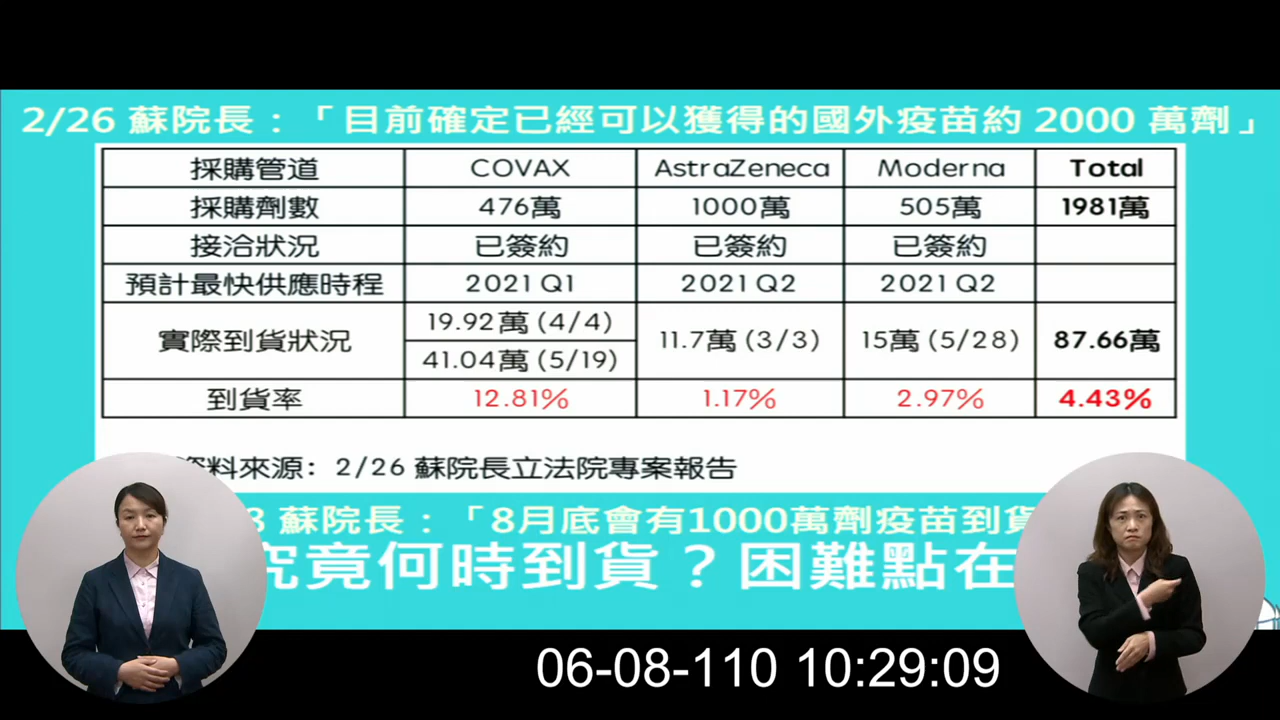 2/26 蘇院長：「目前確定已經可以獲得的國外疫苗約 2000 萬劑」
採購管道 COVAX AstraZeneca Moderna Total
採購劑數 476萬 1000萬 505萬 1981萬
接洽狀況 已簽約 已簽約 已簽約
預計最快供應時程 2021 Q1 2021 Q2 2021 Q2
實際到貨狀況 19.92萬 (4/4) 11.7萬 (3/3) 15萬 (5/28) 87.66萬
41.04萬 (5/19)
到貨率 12.81% 1.17% 2.97% 4.43%
資料來源：2/26 蘇院長立法院專案報告
蘇院長：「8月底會有1000萬劑疫苗到貨
究竟何時到貨？困難點在
06-08-110 10:29:09